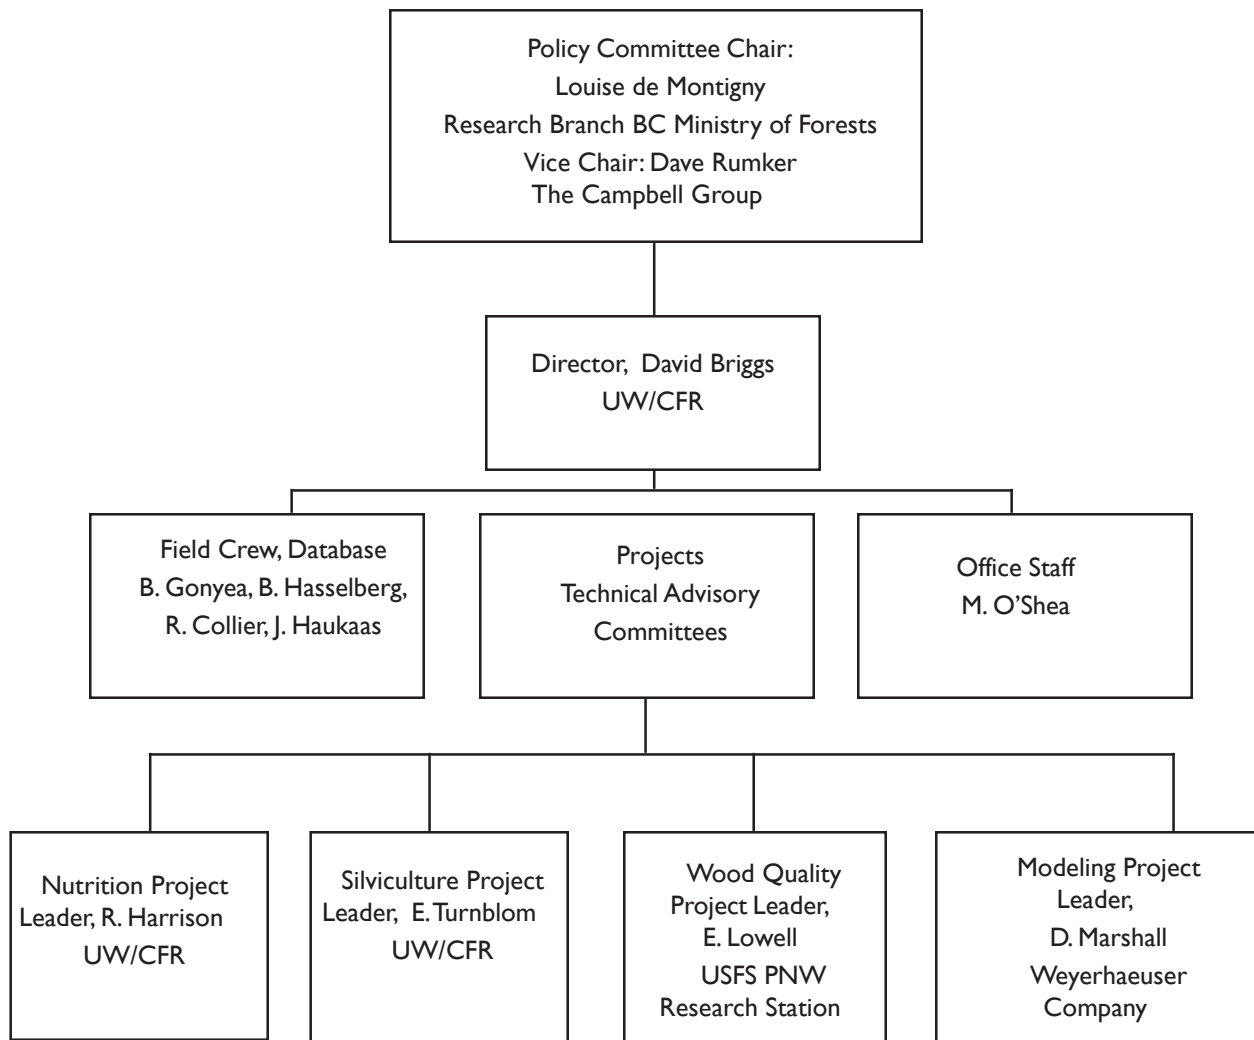 Policy Committee Chair:
Louise de Montigny
Research Branch BC Ministry of Forests
Vice Chair: Dave Rumker
The Campbell Group
Director, David Briggs
UW/CFR
Field Crew, Database
B. Gonyea, B. Hasselberg,
R. Collier, J. Haukaas
Projects
Technical Advisory
Committees
Office Staff
M. O'Shea
Nutrition Project
Leader, R. Harrison
UW/CFR
Silviculture Project
Leader, E. Turnblom
UW/CFR
Wood Quality
Project Leader,
E. Lowell
USFS PNW
Research Station
Modeling Project
Leader,
D. Marshall
Weyerhaeuser
Company